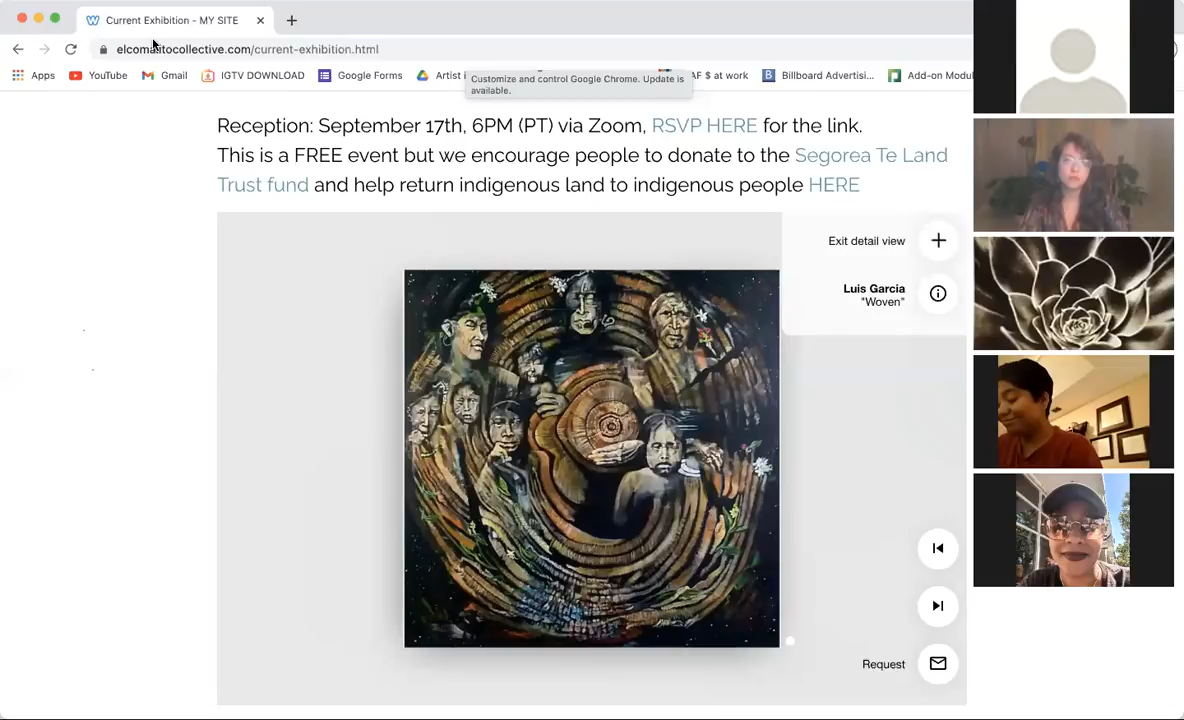 Current Exhibition - MY SITE
elcomalitocollective.com/current-exhibition.html
Apps YouTube Gmail IGTV DOWNLOAD Google Forms Artist AF $ at work Billboard Advertisi... Add-on Modul
Customize and control Google Chrome. Update is
available.
Reception: September 17th, 6PM (PT) via Zoom, RSVP HERE for the link.
This is a FREE event but we encourage people to donate to the Segorea Te Land
Trust fund and help return indigenous land to indigenous people HERE
Exit detail view
Luis Garcia
"Woven"
Request